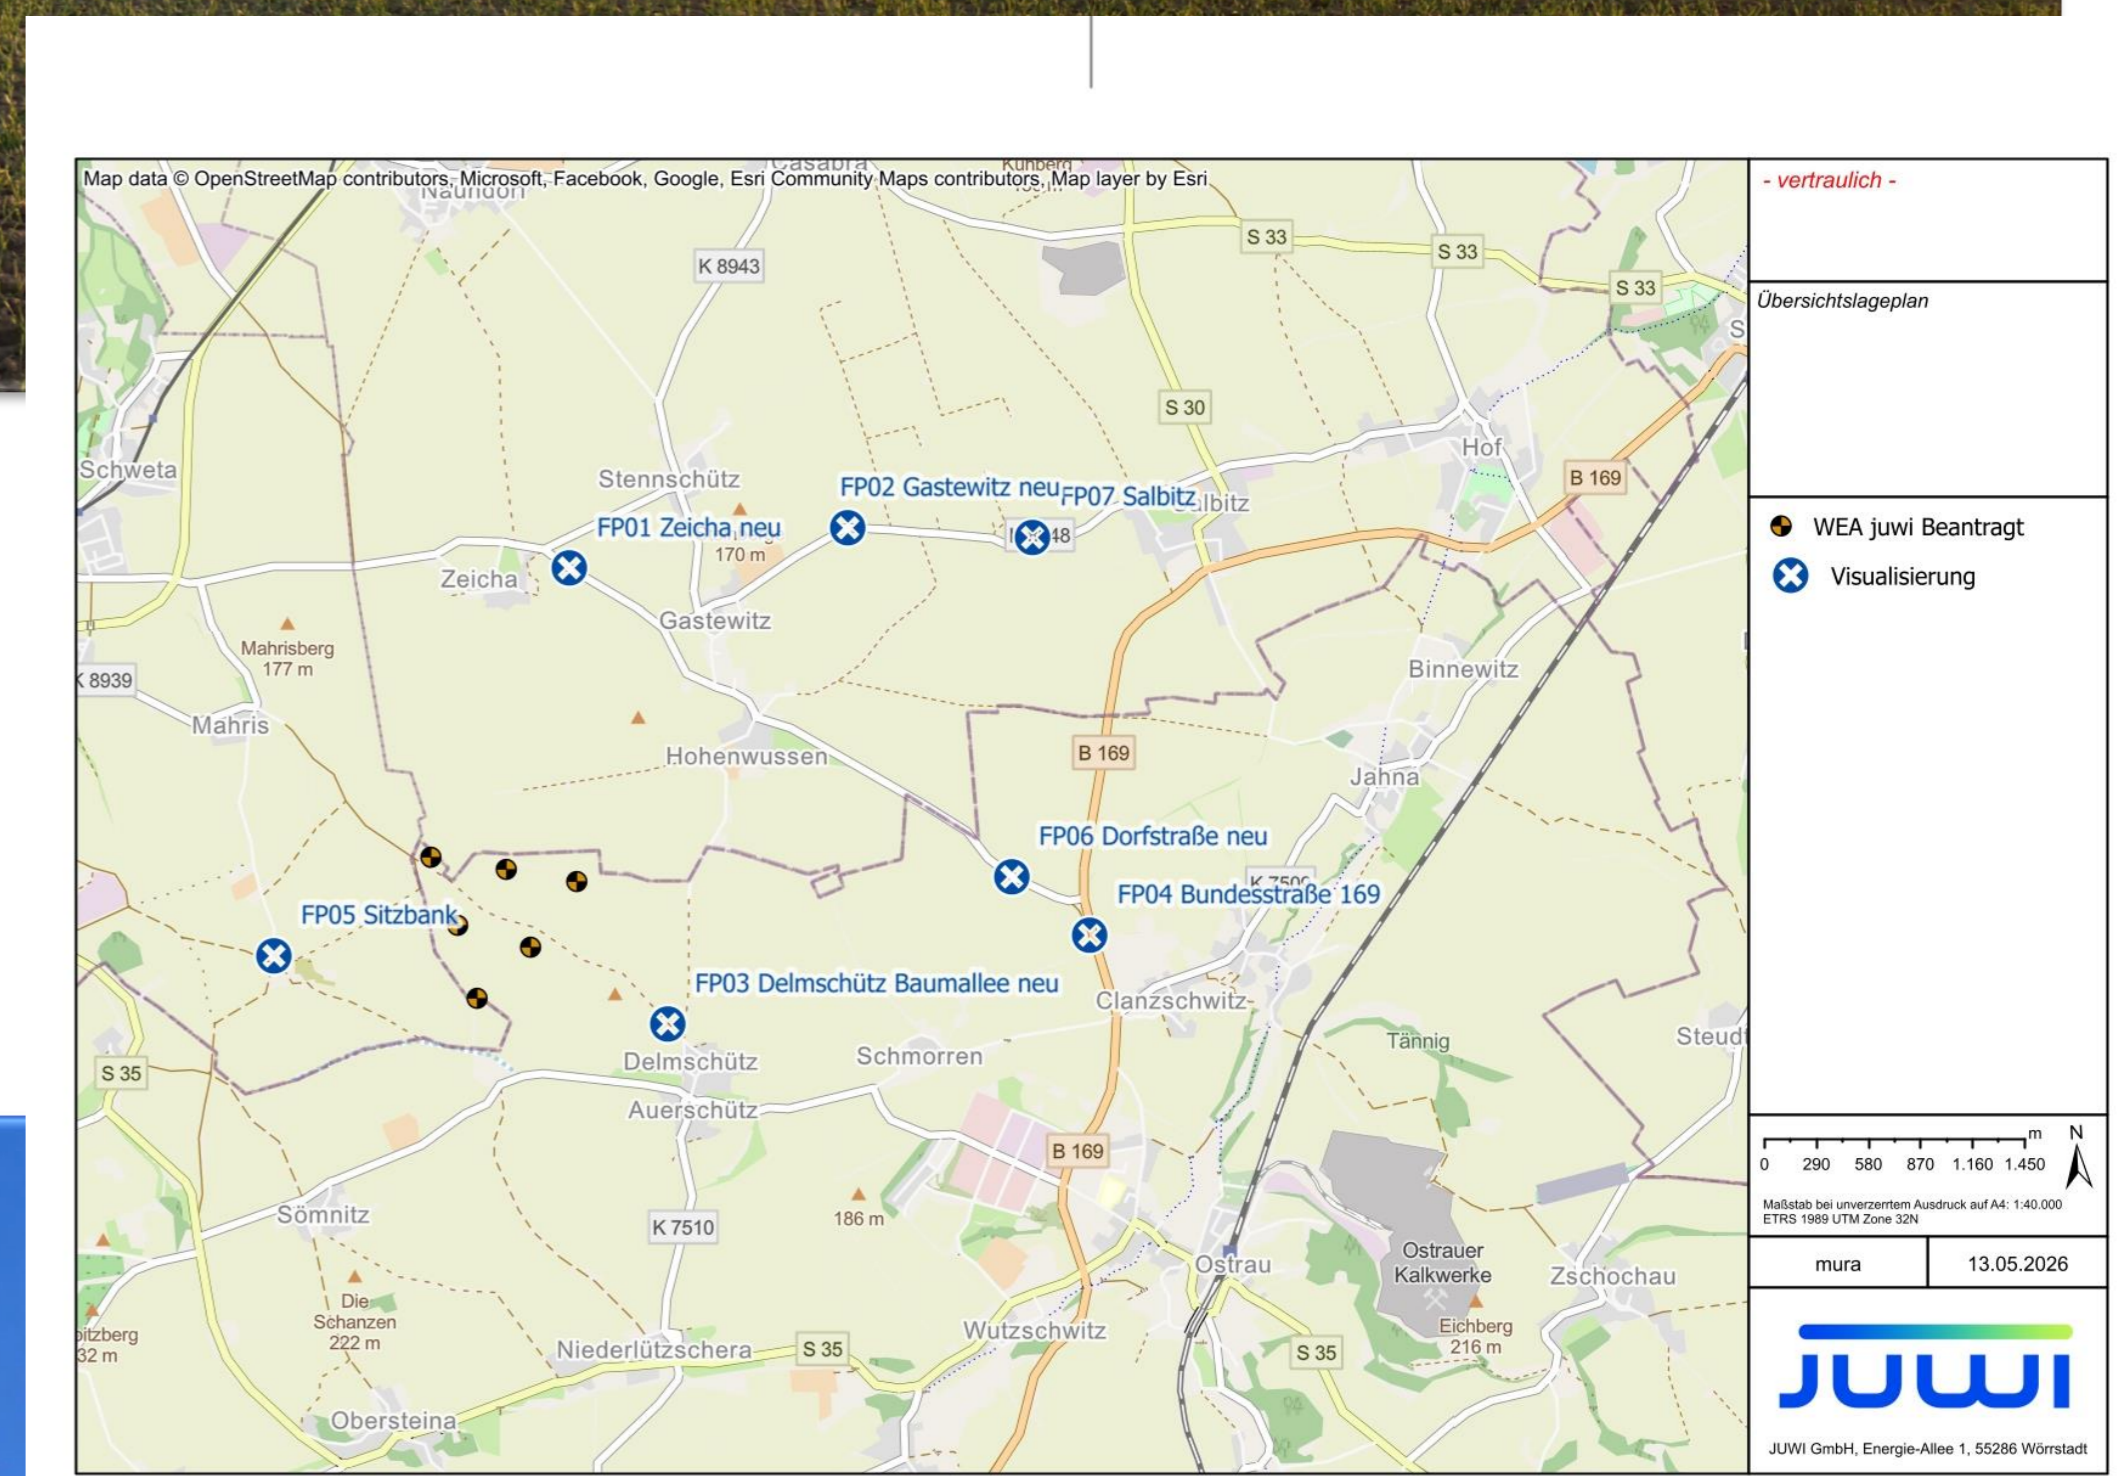 Casabra
Kuhberg
Map data © OpenStreetMap contributors, Microsoft, Facebook, Google, Esri Community Maps contributors, Map layer by Esri
Naundorf
S 33
S 33
K 8943
S 33
S 30
Schweta
Hof
Stennschütz
B 169
FP02 Gastewitz neu
FP07 Salbitz
FP01 Zeicha neu
170 m
Zeicha
Gastewitz
Mahrisberg
177 m
K 8939
Binnewitz
Mahris
Hohenwussen
B 169
Jahna
FP06 Dorfstraße neu
FP04 Bundesstraße 169
FP05 Sitzbank
FP03 Delmschütz Baumallee neu
Clanzschwitz
Tännig
Steudt
Delmschütz
Schmorren
S 35
Auerschütz
B 169
Sömnitz
K 7510
186 m
Ostrau
Ostrauer
Kalkwerke
Zschochau
Die
Schanzen
222 m
Eichberg
216 m
Wutzschwitz
Niederlützschera
S 35
S 35
Obersteina
- vertraulich -
Übersichtslageplan
WEA juwi Beantragt
Visualisierung
m
N
0 290 580 870 1.160 1.450
Maßstab bei unverzerrtem Ausdruck auf A4: 1:40.000
ETRS 1989 UTM Zone 32N
mura
13.05.2026
JUWI
JUWI GmbH, Energie-Allee 1, 55286 Wörrstadt